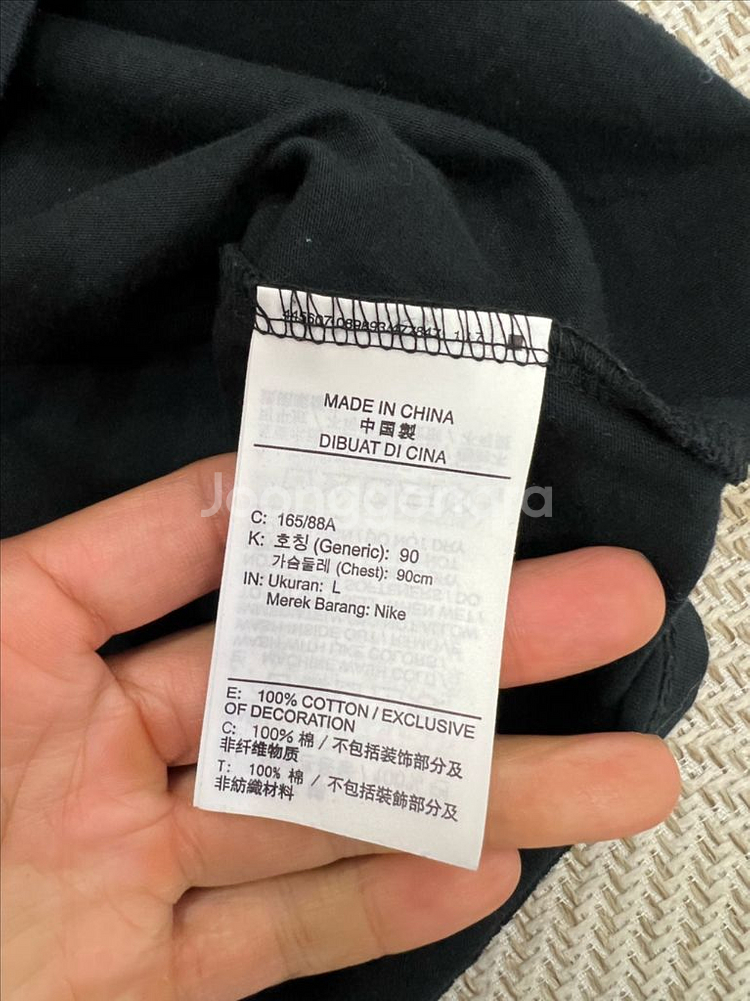 MADE IN CHINA
中国製
DIBUAT DI CINA
Joonggonara
C: 165/88A
K: 호칭 (Generic): 90
가슴둘레 (Chest): 90cm
IN: Ukuran: L
Merek Barang: Nike
E: 100% COTTON / EXCLUSIVE
OF DECORATION
C: 100% 棉 / 不包括装饰部分及
非纤维物质
T: 100% 棉 / 不包括裝飾部分及
非紡織材料